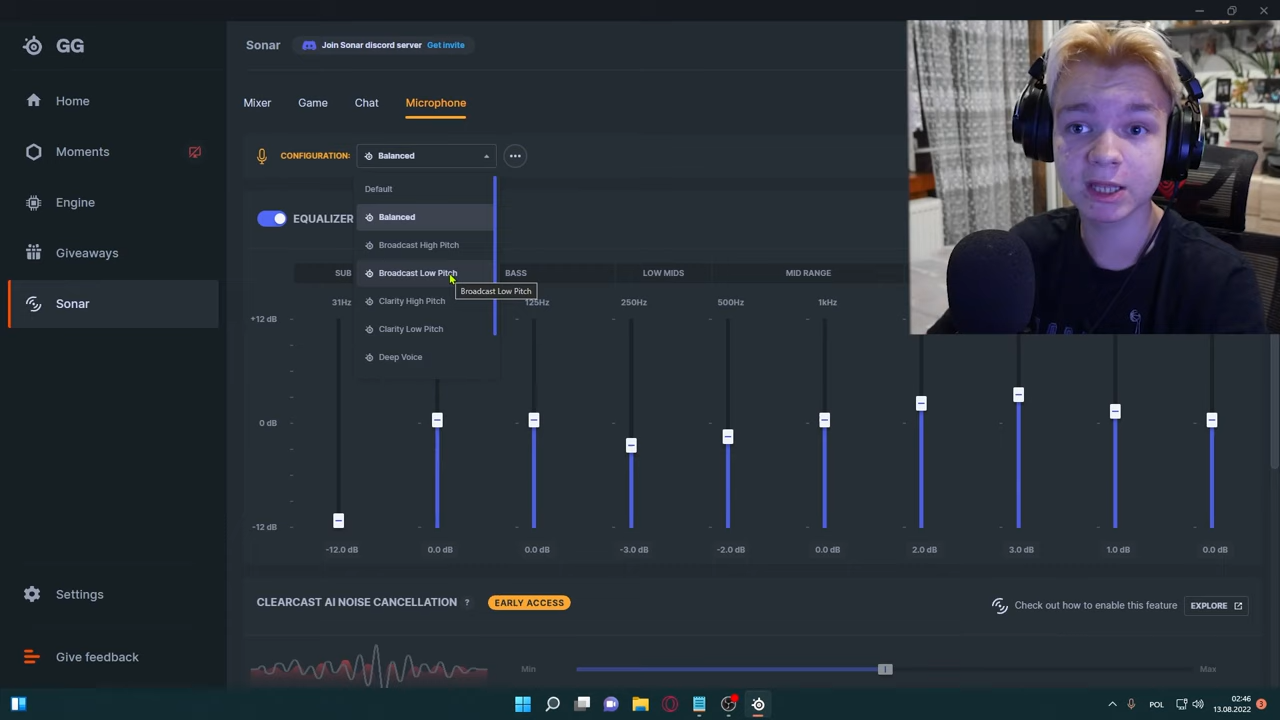 GG
Home
Moments
Engine
Giveaways
Sonar
Settings
Give feedback
Sonar
Join Sonar discord server Get invite
Mixer Game Chat Microphone
CONFIGURATION: Balanced
Default
Balanced
Broadcast High Pitch
Broadcast Low Pitch
Broadcast Low Pitch
Clarity High Pitch
Clarity Low Pitch
Deep Voice
EQUALIZER
SUB BASS LOW MIDS MID RANGE
31Hz 125Hz 250Hz 500Hz 1kHz
+12 dB
0 dB
-12 dB
-12.0 dB 0.0 dB 0.0 dB -3.0 dB -2.0 dB 0.0 dB 2.0 dB 3.0 dB 1.0 dB 0.0 dB
CLEARCAST AI NOISE CANCELLATION ? EARLY ACCESS
Check out how to enable this feature EXPLORE
Min Max
POL
02:46
13.08.2022
3